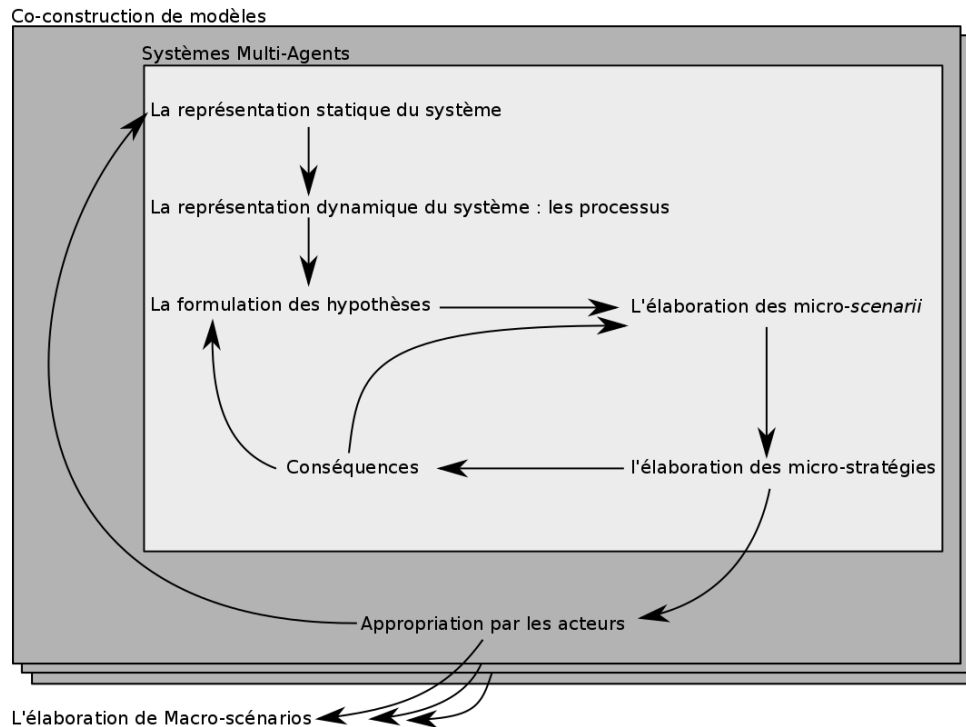 Co-construction de modèles
Systèmes Multi-Agents
La représentation statique du système
La représentation dynamique du système : les processus
La formulation des hypothèses
L'élaboration des micro-scenarii
Conséquences
l'élaboration des micro-stratégies
Appropriation par les acteurs
L'élaboration de Macro-scénarios